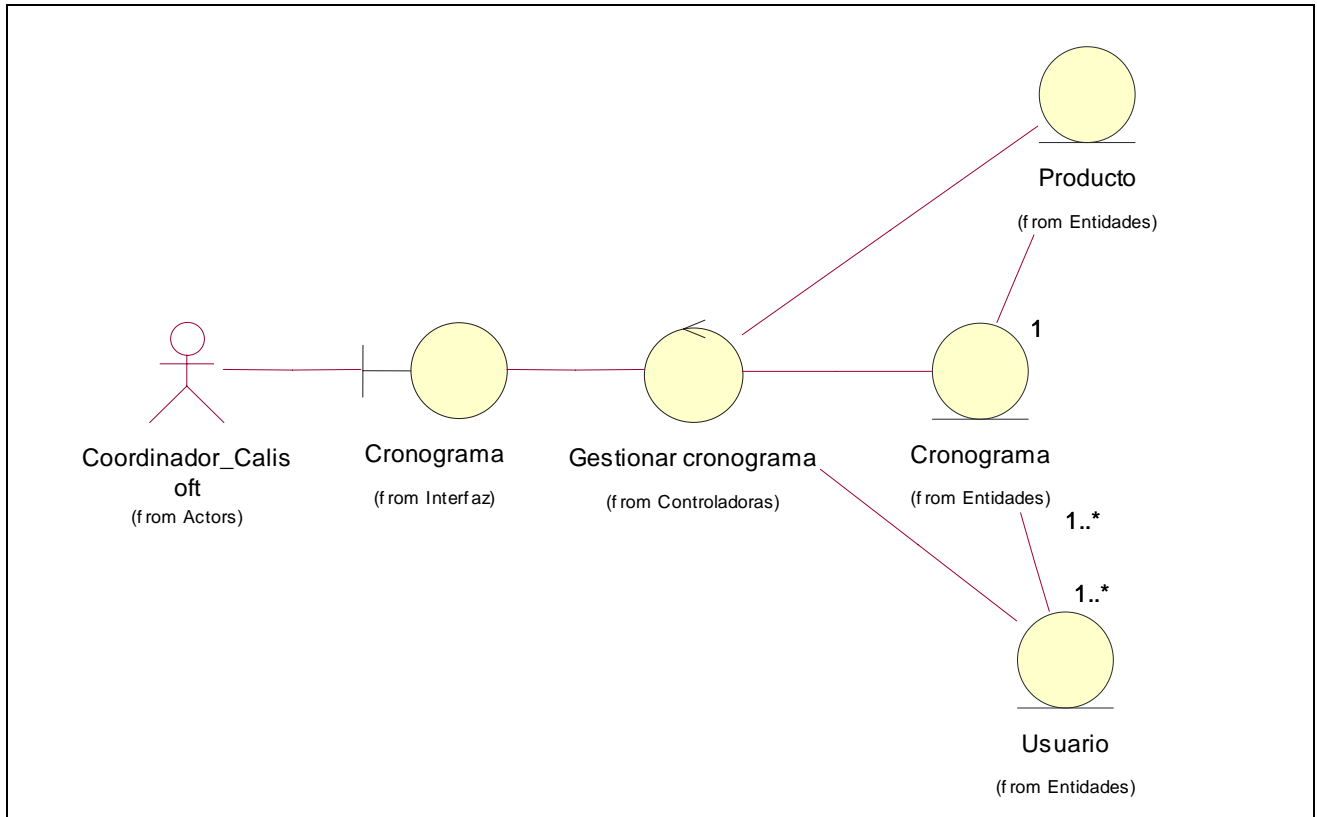 Producto
(from Entidades)
1
Coordinador_Calis
oft
(from Actors)
Cronograma
(from Interfaz)
Gestionar cronograma
(from Controladoras)
Cronograma
(from Entidades)
1..*
1..*
Usuario
(from Entidades)